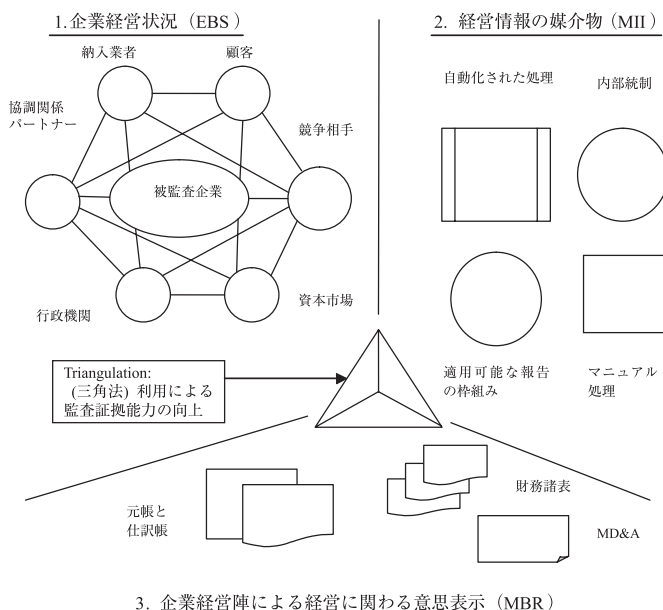 1.企業経営状況（EBS）
納入業者
顧客
協調関係
パートナー
競争相手
被監査企業
行政機関
資本市場
2. 経営情報の媒介物（MII）
自動化された処理
内部統制
適用可能な報告
の枠組み
マニュアル
処理
Triangulation:
(三角法) 利用による
監査証拠能力の向上
元帳と
仕訳帳
財務諸表
MD&A
3. 企業経営陣による経営に関わる意思表示（MBR）